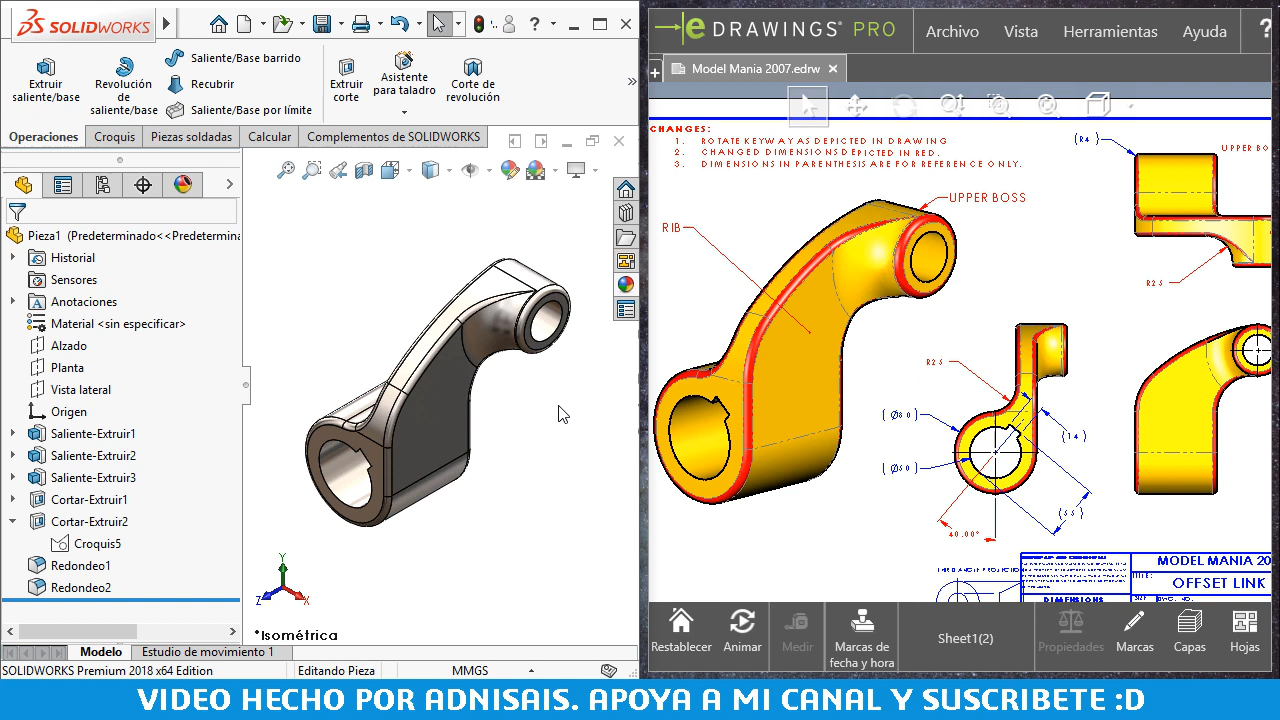 SOLIDWORKS
Extruir
saliente/base
Revolución
de
saliente/base
Saliente/Base barrido
Recubrir
Saliente/Base por límite
Extruir
corte
Asistente
para taladro
Corte de
revolución
Operaciones
Croquis
Piezas soldadas
Calcular
Complementos de SOLIDWORKS
Pieza1 (Predeterminado<<Predetermina
Historial
Sensores
Anotaciones
Material <sin especificar>
Alzado
Planta
Vista lateral
Origen
Saliente-Extruir1
Saliente-Extruir2
Saliente-Extruir3
Cortar-Extruir1
Cortar-Extruir2
Croquis5
Redondeo1
Redondeo2
Y
Z
X
*Isométrica
Modelo
Estudio de movimiento 1
SOLIDWORKS Premium 2018 x64 Edition
Editando Pieza
MMGS
eDRAWINGS® PRO
Archivo
Vista
Herramientas
Ayuda
?
Model Mania 2007.edrw
CHANGES:
1. ROTATE KEYWAY AS DEPICTED IN DRAWING
2. CHANGED DIMENSIONS DEPICTED IN RED.
3. DIMENSIONS IN PARENTHESIS ARE FOR REFERENCE ONLY.
(R4)
UPPER BO
UPPER BOSS
RIB
R25
R25
(Ø80)
(14)
(Ø50)
(55)
40.00°
MODEL MANIA 20
TITLE:
OFFSET LINK
DIMENSIONS
Restablecer
Animar
Medir
Marcas de
fecha y hora
Sheet1(2)
Propiedades
Marcas
Capas
Hojas
VIDEO HECHO POR ADNISAIS. APOYA A MI CANAL Y SUSCRIBETE :D